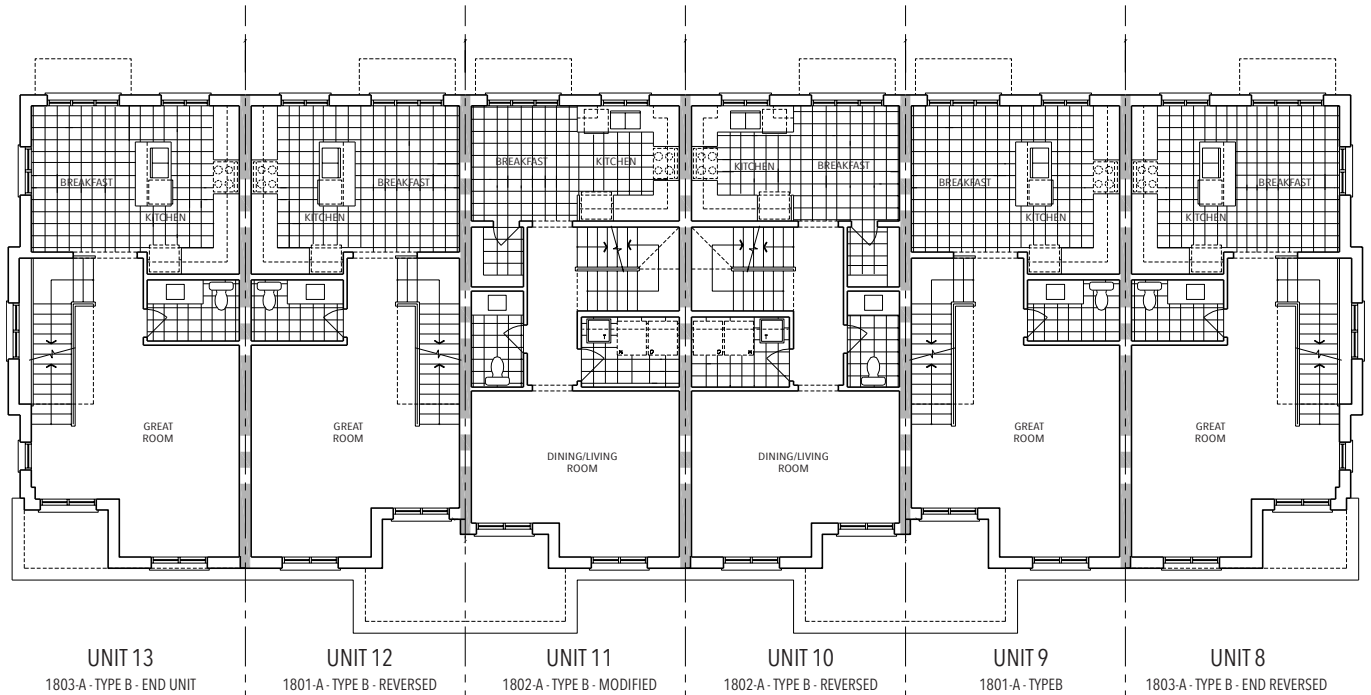 BREAKFAST
KITCHEN
GREAT
ROOM
KITCHEN
BREAKFAST
GREAT
ROOM
BREAKFAST
KITCHEN
DINING/LIVING
ROOM
KITCHEN
BREAKFAST
DINING/LIVING
ROOM
BREAKFAST
KITCHEN
GREAT
ROOM
BREAKFAST
KITCHEN
GREAT
ROOM
UNIT 13
1803-A - TYPE B - END UNIT
UNIT 12
1801-A - TYPE B - REVERSED
UNIT 11
1802-A - TYPE B - MODIFIED
UNIT 10
1802-A - TYPE B - REVERSED
UNIT 9
1801-A - TYPEB
UNIT 8
1803-A - TYPE B - END REVERSED